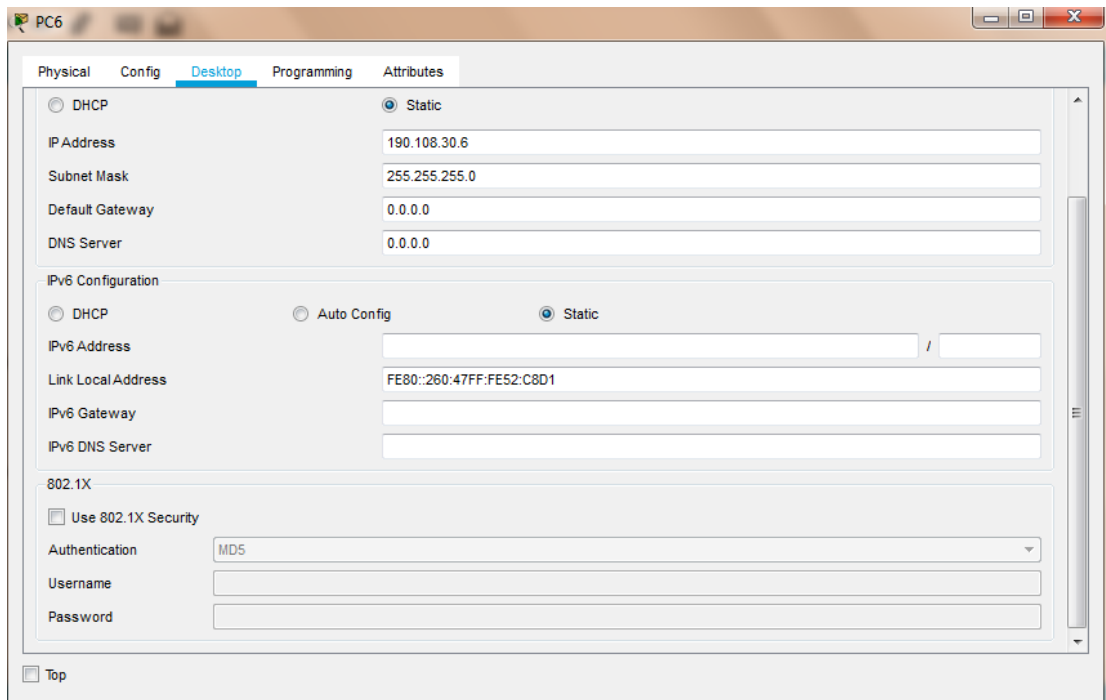 PC6
Physical Config Desktop Programming Attributes
DHCP Static
IP Address 190.108.30.6
Subnet Mask 255.255.255.0
Default Gateway 0.0.0.0
DNS Server 0.0.0.0
IPv6 Configuration
DHCP Auto Config Static
IPv6 Address /
Link Local Address FE80::260:47FF:FE52:C8D1
IPv6 Gateway
IPv6 DNS Server
802.1X
Use 802.1X Security
Authentication MD5
Username
Password
Top